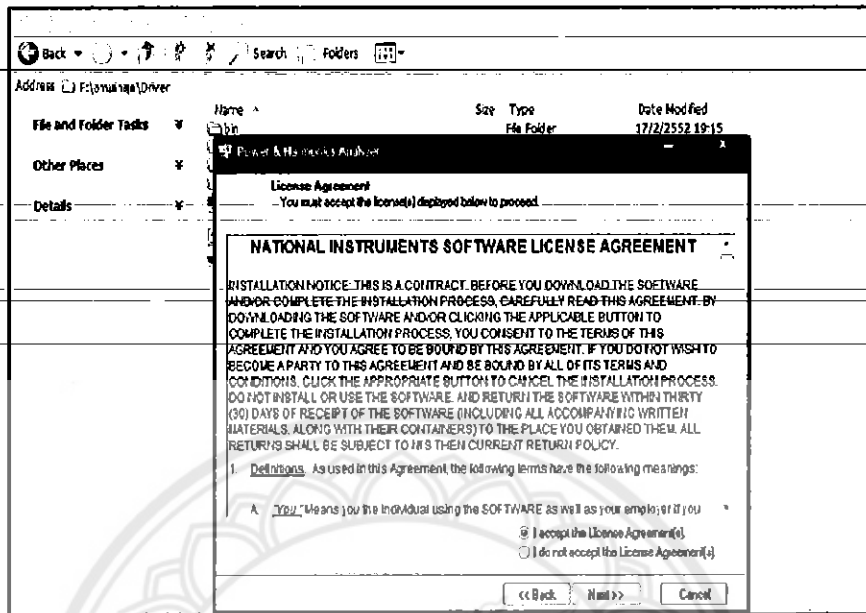 Back Search Folders
Address Driver
Name Size Type Date Modified
File and Folder Tasks
bin File Folder 17/2/2552 19:15
Power & Harmonics Analyzer
Other Places
License Agreement
You must accept the license(s) displayed below to proceed.
Details
NATIONAL INSTRUMENTS SOFTWARE LICENSE AGREEMENT
INSTALLATION NOTICE: THIS IS A CONTRACT. BEFORE YOU DOWNLOAD THE SOFTWARE
AND/OR COMPLETE THE INSTALLATION PROCESS, CAREFULLY READ THIS AGREEMENT. BY
DOWNLOADING THE SOFTWARE AND/OR CLICKING THE APPLICABLE BUTTON TO
COMPLETE THE INSTALLATION PROCESS, YOU CONSENT TO THE TERMS OF THIS
AGREEMENT AND YOU AGREE TO BE BOUND BY THIS AGREEMENT. IF YOU DO NOT WISH TO
BECOME A PARTY TO THIS AGREEMENT AND BE BOUND BY ALL OF ITS TERMS AND
CONDITIONS, CLICK THE APPROPRIATE BUTTON TO CANCEL THE INSTALLATION PROCESS.
DO NOT INSTALL OR USE THE SOFTWARE, AND RETURN THE SOFTWARE WITHIN THIRTY
(30) DAYS OF RECEIPT OF THE SOFTWARE (INCLUDING ALL ACCOMPANYING WRITTEN
MATERIALS, ALONG WITH THEIR CONTAINERS) TO THE PLACE YOU OBTAINED THEM. ALL
RETURNS SHALL BE SUBJECT TO NI'S THEN CURRENT RETURN POLICY.
1. Definitions. As used in this Agreement, the following terms have the following meanings:
A. "You" Means you the individual using the SOFTWARE as well as your employer if you
I accept the License Agreement(s).
I do not accept the License Agreement(s).
<< Back Next >> Cancel